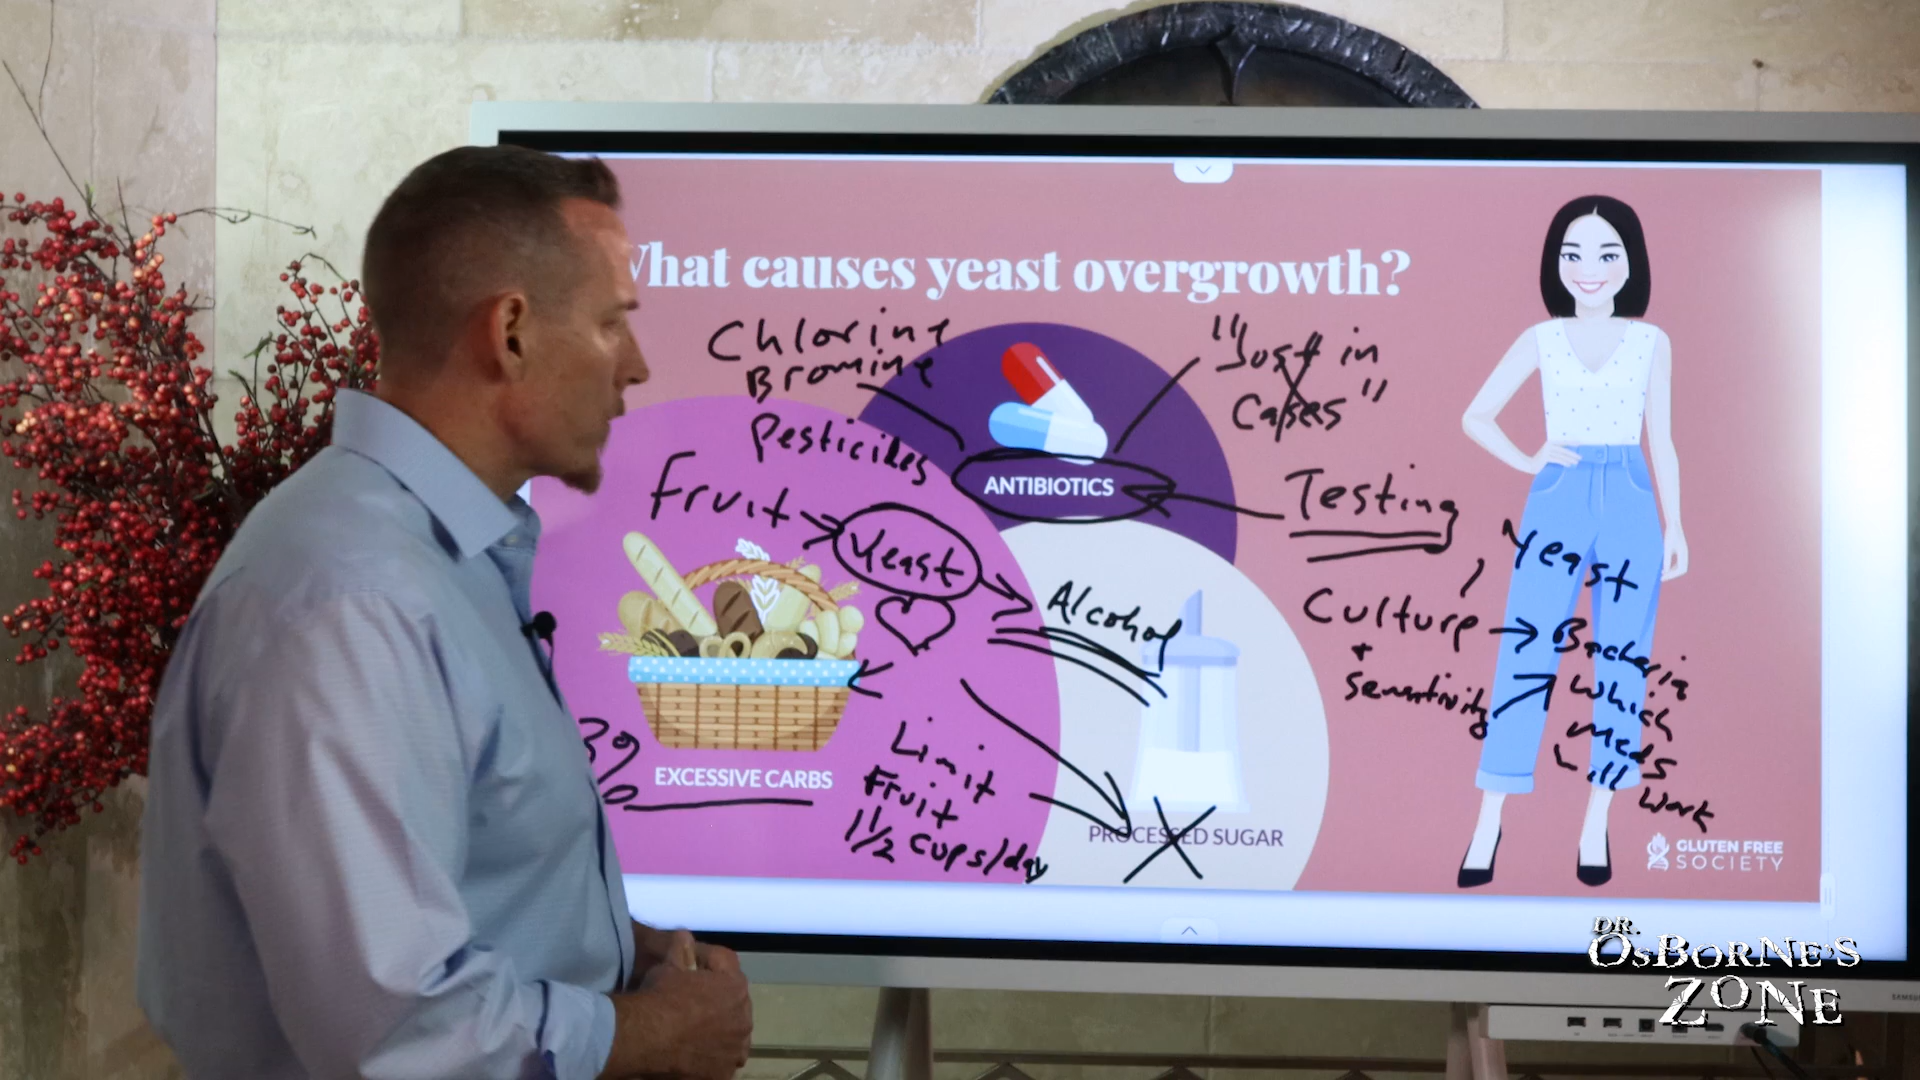 What causes yeast overgrowth?
Chlorine
Bromine
Pesticides
"Just in
Cases"
ANTIBIOTICS
Testing
Fruit
Yeast
Alcohol
Yeast
Culture
+
Sensitivity
Bacteria
which
meds
will work
EXCESSIVE CARBS
Limit
Fruit
1 1/2 cups/day
PROCESSED SUGAR
GLUTEN FREE
SOCIETY
DR.
OSBORNE'S
ZONE
SAMSUNG